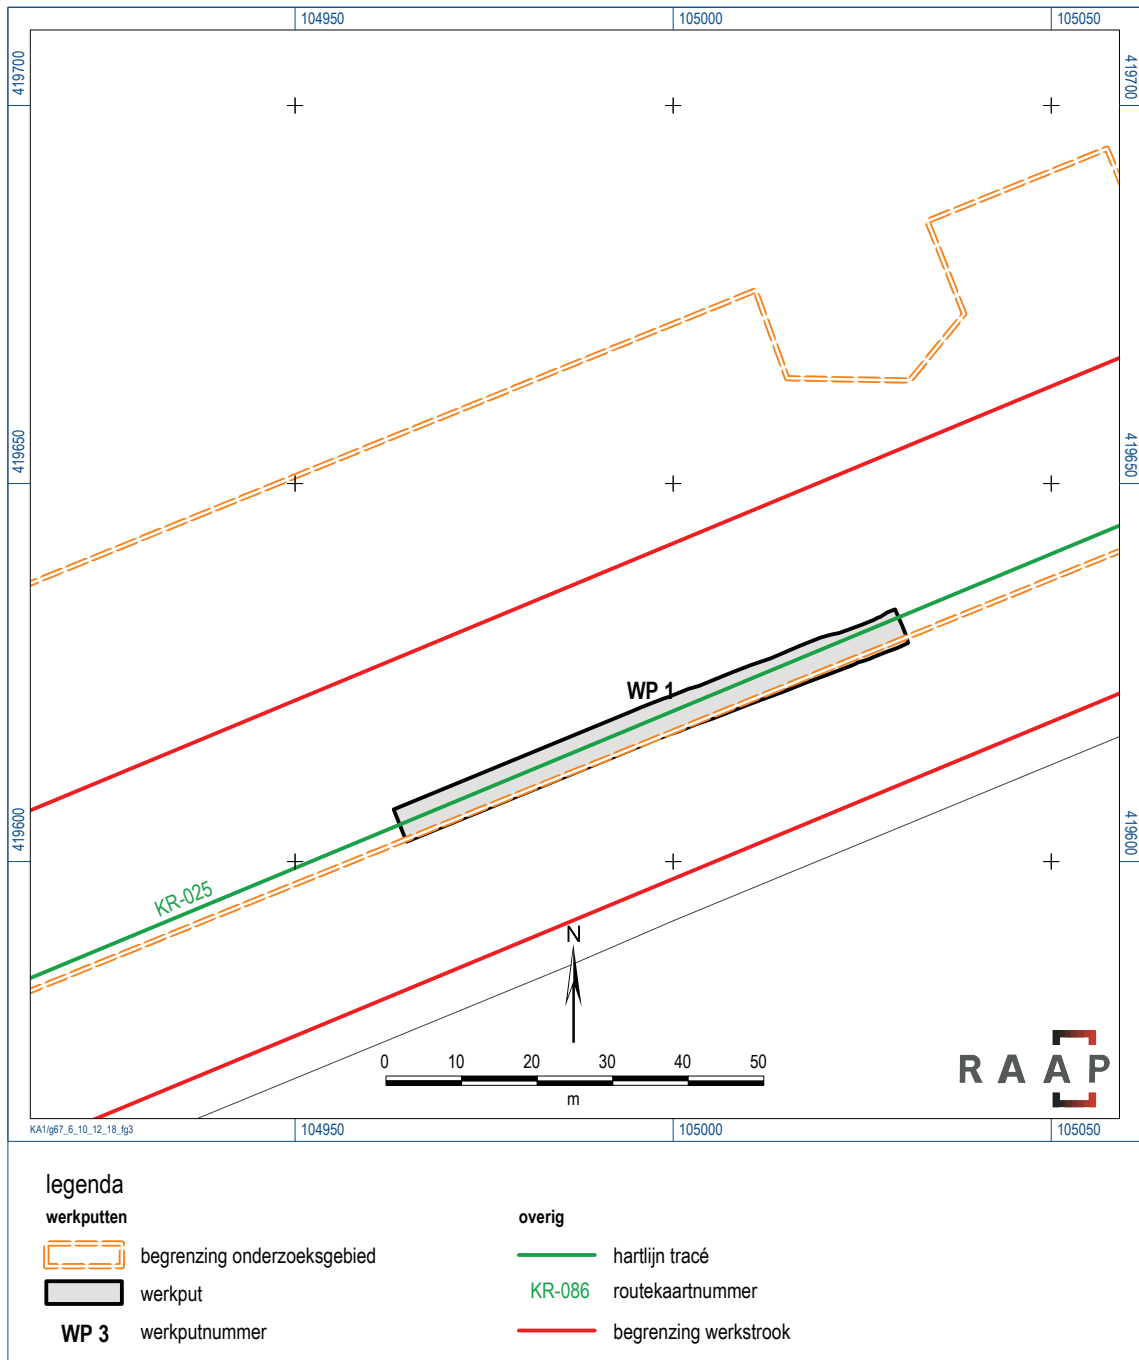 104950 105000 105050
419700 419700
419650 419650
WP 1
419600 419600
KR-025
N
0 10 20 30 40 50
m
RAAP
KA1/g67_6_10_12_18_fg3
104950 105000 105050
legenda
werkputten
begrenzing onderzoeksgebied
werkput
WP 3 werkputnummer
overig
hartlijn tracé
KR-086 routekaartnummer
begrenzing werkstrook